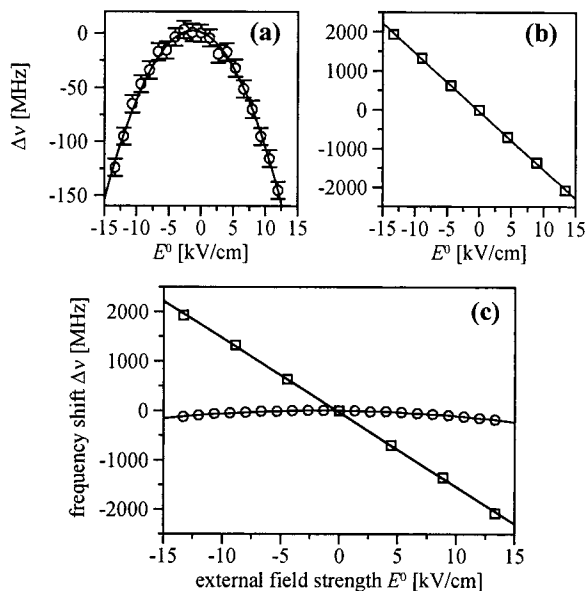 (a)
Δν [MHz]
0
-50
-100
-150
-15 -10 -5 0 5 10 15
E⁰ [kV/cm]
(b)
2000
1000
0
-1000
-2000
-15 -10 -5 0 5 10 15
E⁰ [kV/cm]
(c)
frequency shift Δν [MHz]
2000
1000
0
-1000
-2000
-15 -10 -5 0 5 10 15
external field strength E⁰ [kV/cm]